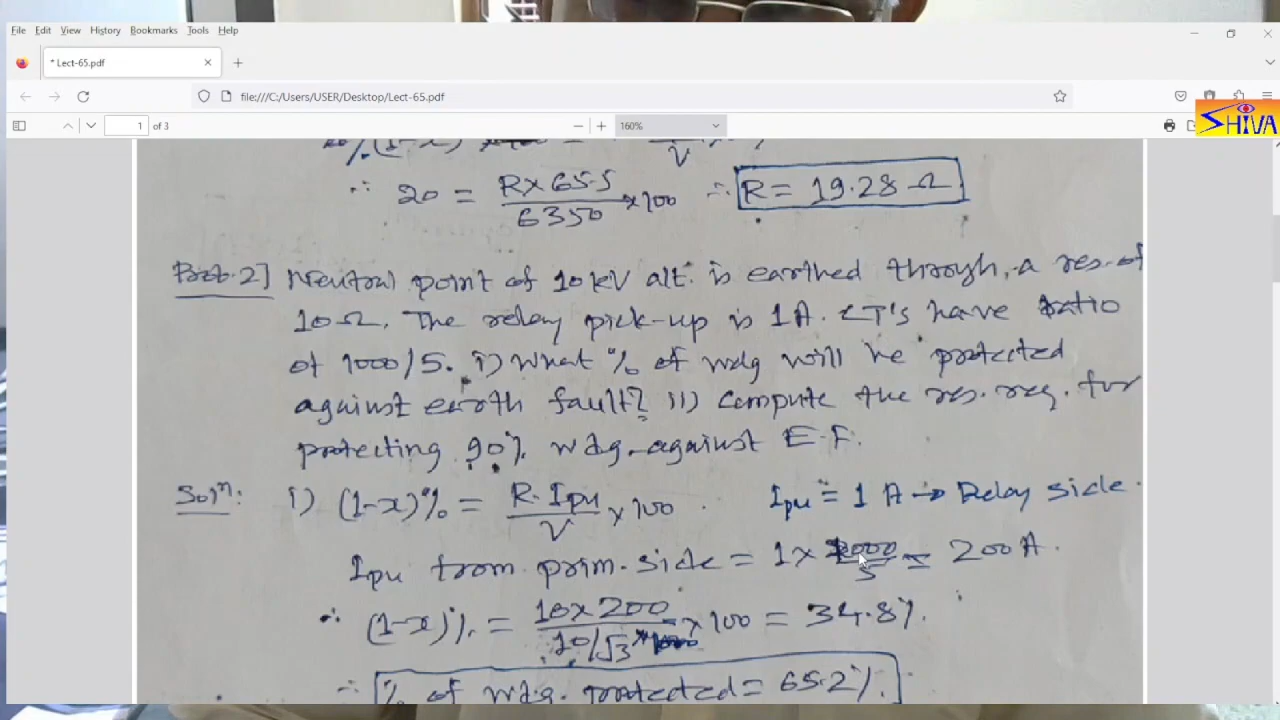 File Edit View History Bookmarks Tools Help
* Lect-65.pdf
file:///C:/Users/USER/Desktop/Lect-65.pdf
SHIVA
1 of 3
160%
∴ 20 = R×65.5/6350 ×100 ∴ R = 19.28 Ω
Prob.2] Neutral point of 10 kV alt. is earthed through a res. of
10 Ω. The relay pick-up is 1A. CT's have ratio
of 1000/5. i) What % of wdg will be protected
against earth fault? ii) Compute the res. req. for
protecting 90% wdg. against E.F.
Solⁿ: i) (1-x)% = R.Ipu/V ×100. Ipu = 1 A → Relay side.
Ipu from prim. side = 1 × 1000/5 = 200 A.
∴ (1-x)% = 10×200/10/√3 ×1000 ×100 = 34.8%.
∴ % of wdg. protected = 65.2%.